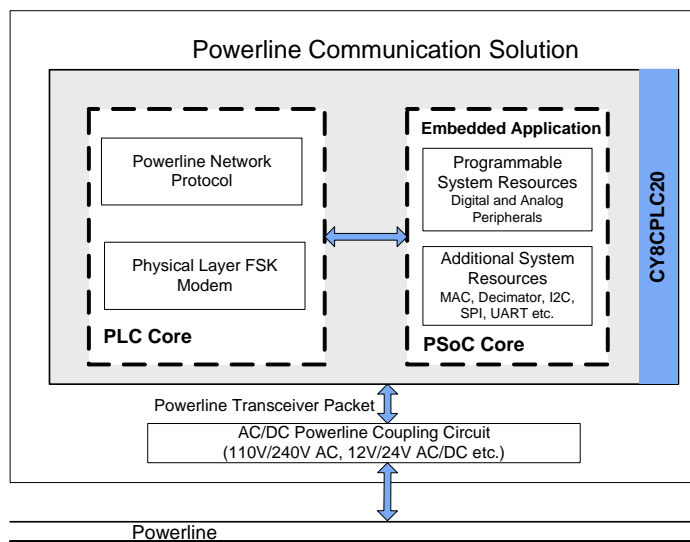 Powerline Communication Solution
Powerline Network
Protocol
Physical Layer FSK
Modem
PLC Core
Embedded Application
Programmable
System Resources
Digital and Analog
Peripherals
Additional System
Resources
MAC, Decimator, I2C,
SPI, UART etc.
PSoC Core
CY8CPLC20
Powerline Transceiver Packet
AC/DC Powerline Coupling Circuit
(110V/240V AC, 12V/24V AC/DC etc.)
Powerline